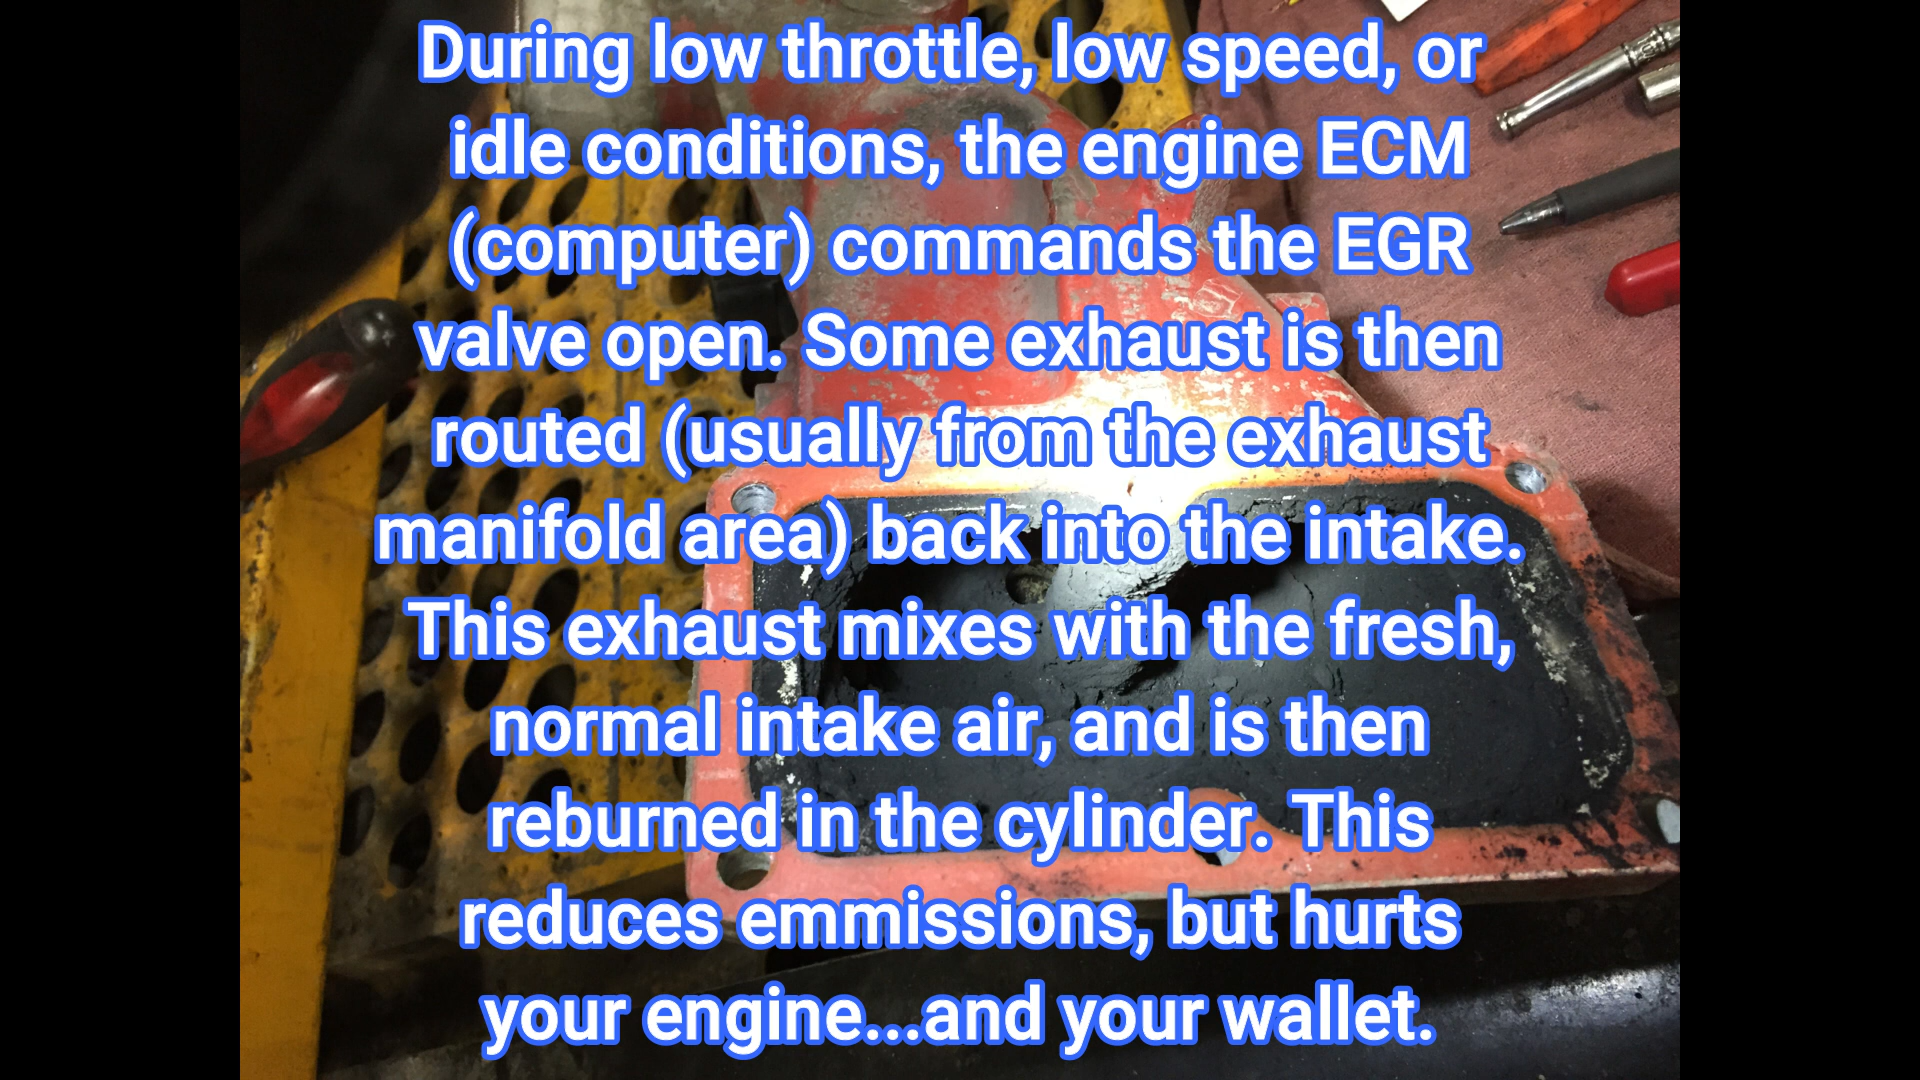 During low throttle, low speed, or
idle conditions, the engine ECM
(computer) commands the EGR
valve open. Some exhaust is then
routed (usually from the exhaust
manifold area) back into the intake.
This exhaust mixes with the fresh,
normal intake air, and is then
reburned in the cylinder. This
reduces emmissions, but hurts
your engine...and your wallet.